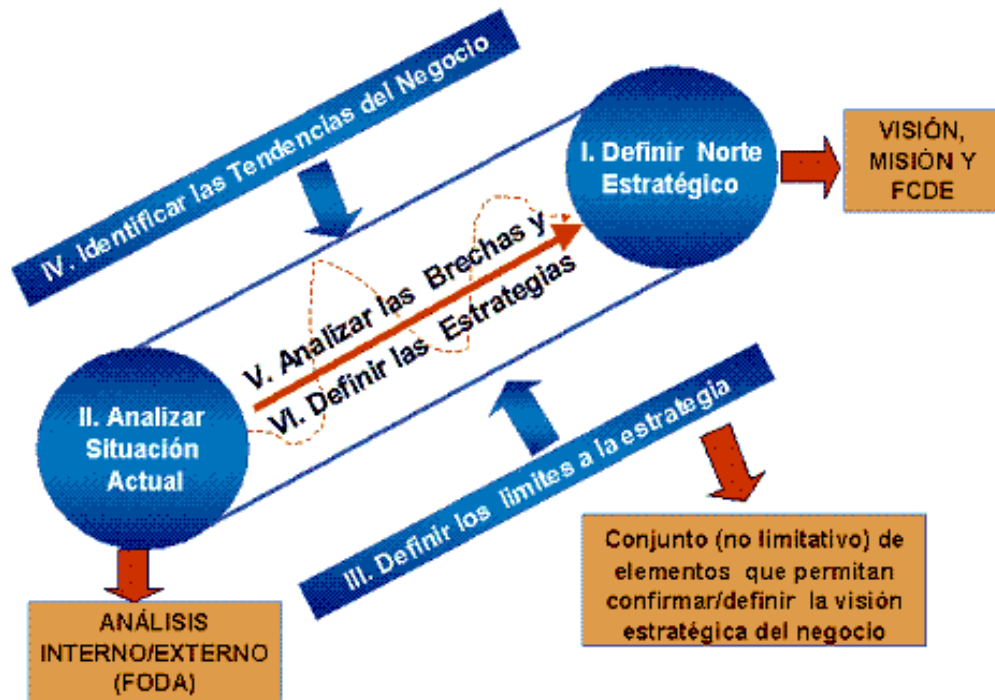 IV. Identificar las Tendencias del Negocio
I. Definir Norte
Estratégico
VISIÓN,
MISIÓN Y
FCDE
V. Analizar las Brechas y
VI. Definir las Estrategias
II. Analizar
Situación
Actual
III. Definir los limites a la estrategia
ANÁLISIS
INTERNO/EXTERNO
(FODA)
Conjunto (no limitativo) de
elementos que permitan
confirmar/definir la visión
estratégica del negocio